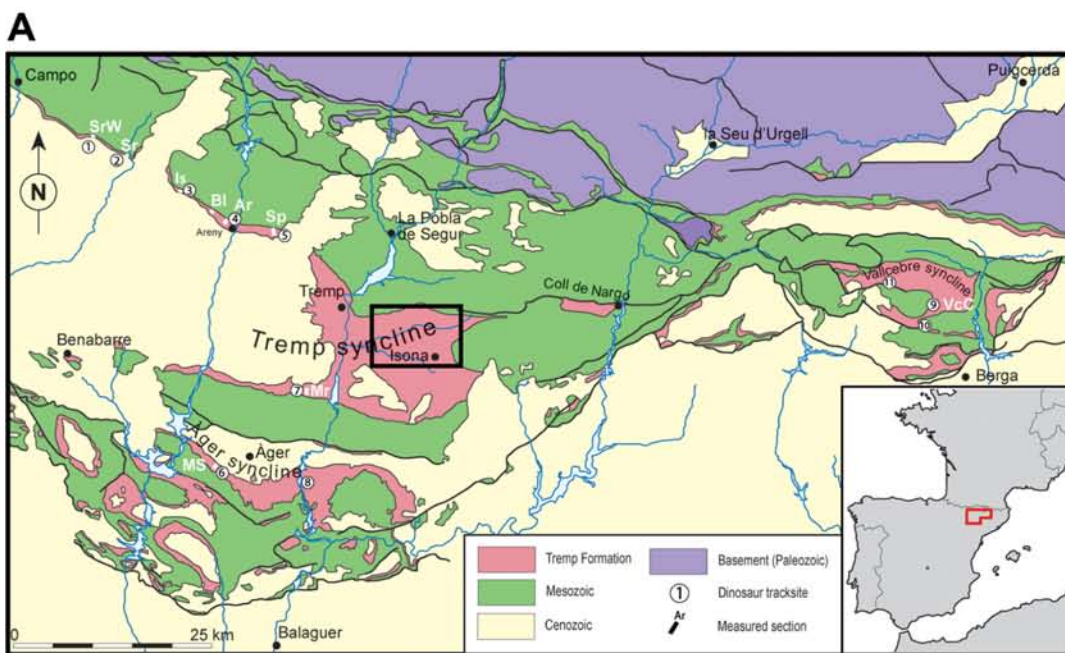 A
Campo
Puigcerda
SrW
1
2
Sr
la Seu d'Urgell
N
Is
3
Bl
Ar
4
Sp
5
Areny
La Pobla
de Segur
Vallcebre syncline
11
9
VcC
10
Coll de Nargo
Tremp
Tremp syncline
Isona
Benabarre
7
Mr
Berga
Àger
Àger syncline
MS
6
8
Tremp Formation
Mesozoic
Cenozoic
Basement (Paleozoic)
1
Dinosaur tracksite
Ar
Measured section
0
25 km
Balaguer